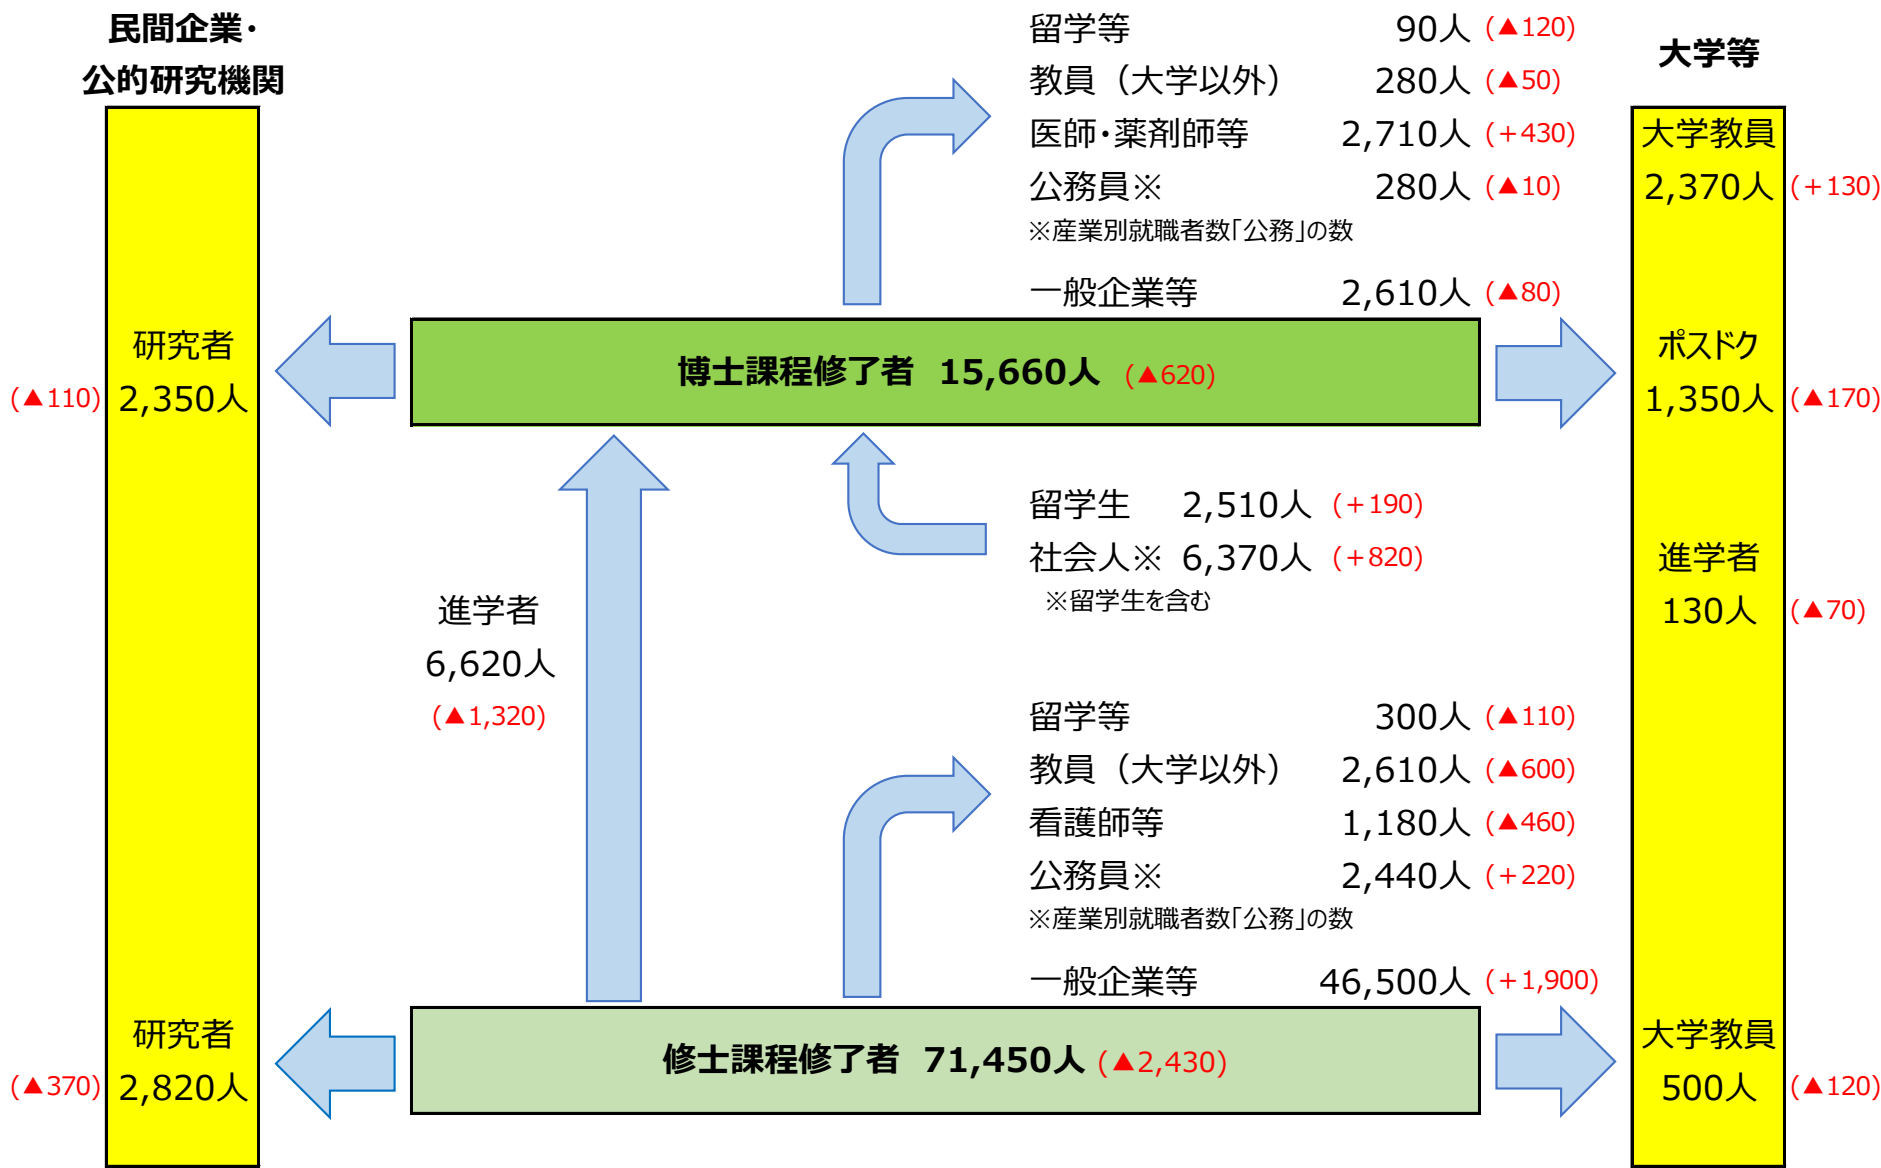 民間企業・
公的研究機関
留学等 90人 (▲120)
教員（大学以外） 280人 (▲50)
医師・薬剤師等 2,710人 (+430)
公務員※ 280人 (▲10)
※産業別就職者数「公務」の数
一般企業等 2,610人 (▲80)
大学等
大学教員
2,370人 (+130)
研究者
(▲110) 2,350人
博士課程修了者 15,660人 (▲620)
ポスドク
1,350人 (▲170)
留学生 2,510人 (+190)
社会人※ 6,370人 (+820)
※留学生を含む
進学者
130人 (▲70)
進学者
6,620人
(▲1,320)
留学等 300人 (▲110)
教員（大学以外） 2,610人 (▲600)
看護師等 1,180人 (▲460)
公務員※ 2,440人 (+220)
※産業別就職者数「公務」の数
一般企業等 46,500人 (+1,900)
研究者
(▲370) 2,820人
修士課程修了者 71,450人 (▲2,430)
大学教員
500人 (▲120)